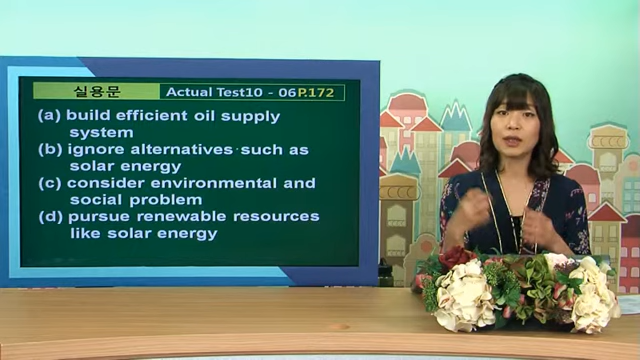 실용문
Actual Test10 - 06P.172
(a) build efficient oil supply
system
(b) ignore alternatives such as
solar energy
(c) consider environmental and
social problem
(d) pursue renewable resources
like solar energy